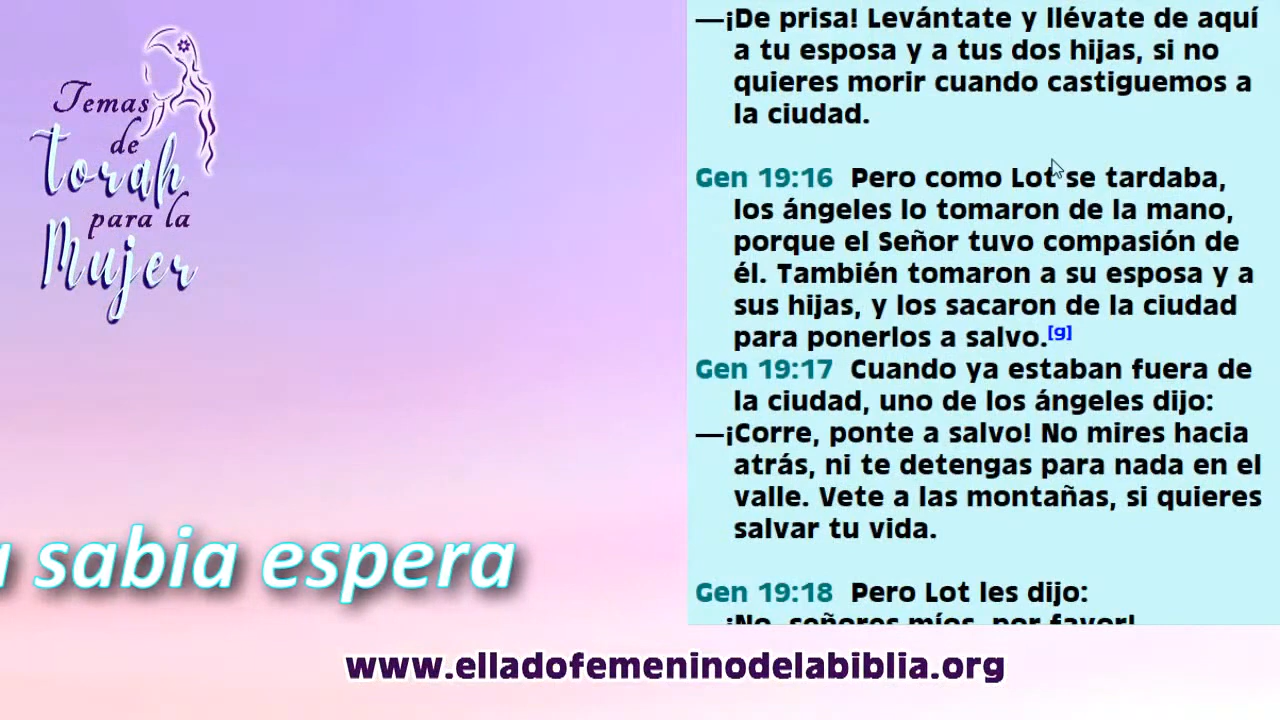 Temas
de
torah
para la
Mujer
—¡De prisa! Levántate y llévate de aquí
a tu esposa y a tus dos hijas, si no
quieres morir cuando castiguemos a
la ciudad.
Gen 19:16 Pero como Lot se tardaba,
los ángeles lo tomaron de la mano,
porque el Señor tuvo compasión de
él. También tomaron a su esposa y a
sus hijas, y los sacaron de la ciudad
para ponerlos a salvo.[g]
Gen 19:17 Cuando ya estaban fuera de
la ciudad, uno de los ángeles dijo:
—¡Corre, ponte a salvo! No mires hacia
atrás, ni te detengas para nada en el
valle. Vete a las montañas, si quieres
salvar tu vida.
Gen 19:18 Pero Lot les dijo:
¡No, señores míos, por favor!
a sabia espera
www.elladofemeninodelabiblia.org